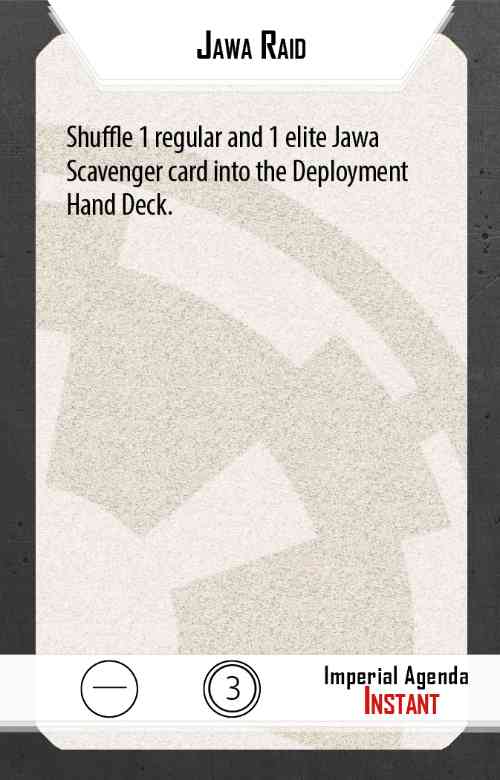 Jawa Raid
Shuffle 1 regular and 1 elite Jawa
Scavenger card into the Deployment
Hand Deck.
— 3 Imperial Agenda
Instant